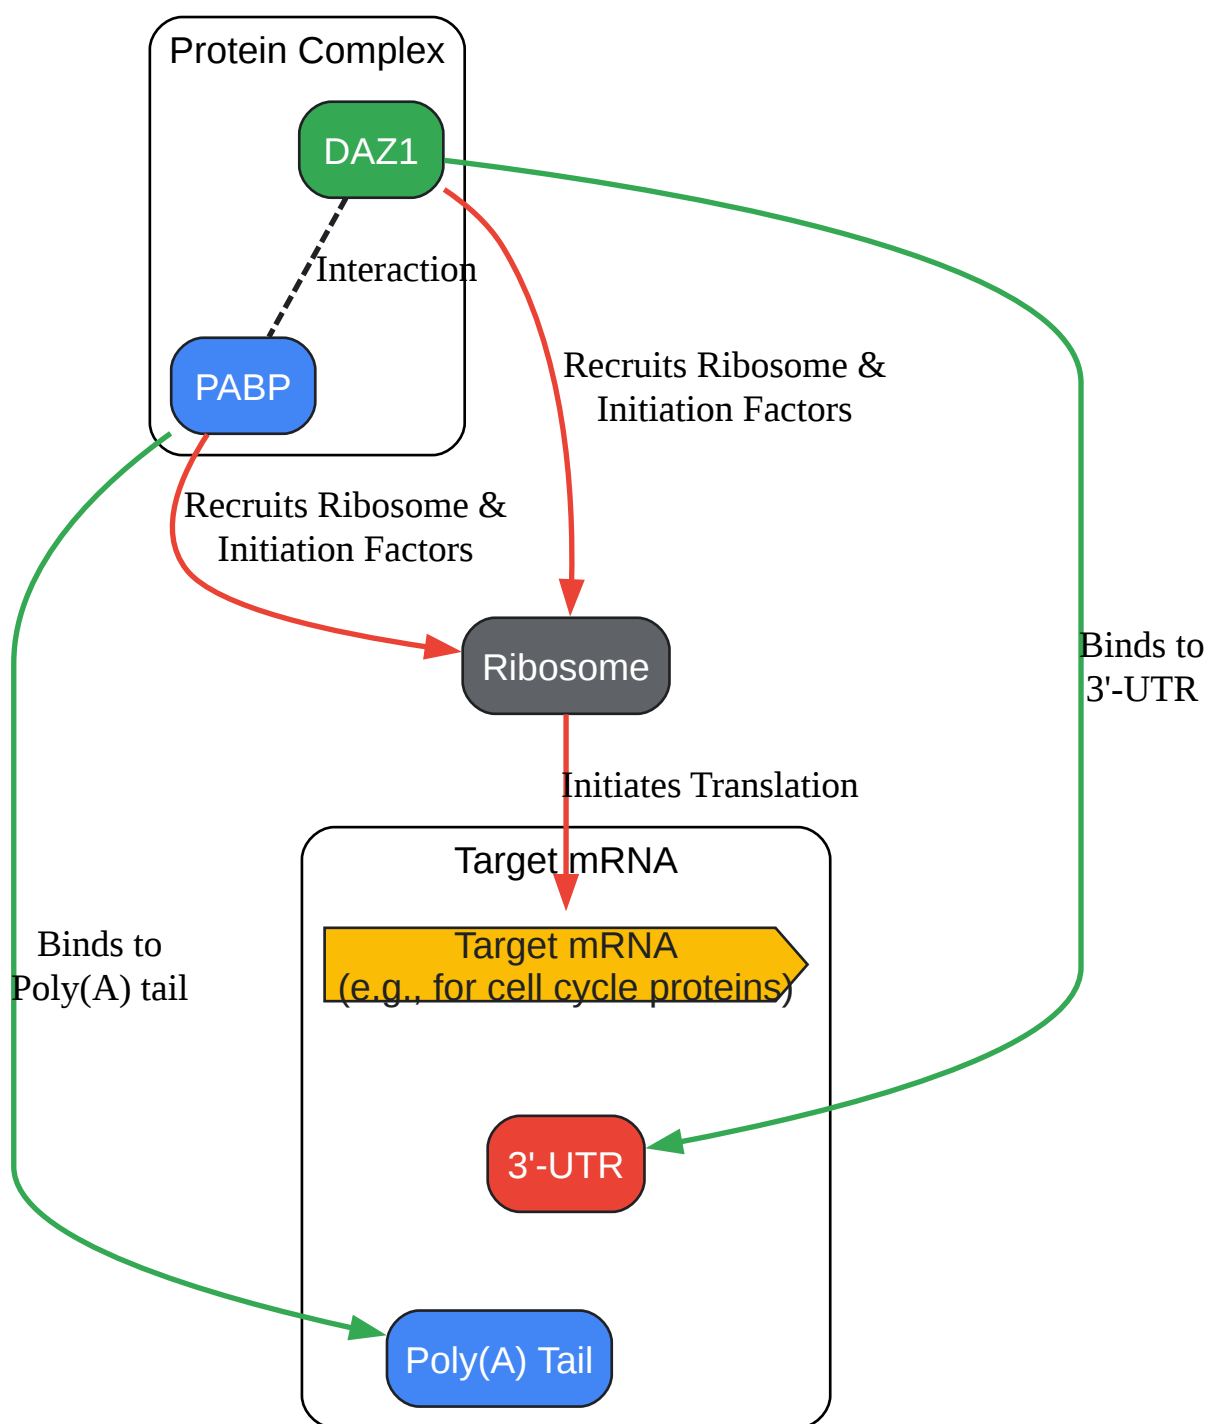 Protein Complex
DAZ1
Interaction
PABP
Recruits Ribosome &
Initiation Factors
Recruits Ribosome &
Initiation Factors
Ribosome
Binds to
3'-UTR
Initiates Translation
Target mRNA
Target mRNA
(e.g., for cell cycle proteins)
Binds to
Poly(A) tail
3'-UTR
Poly(A) Tail